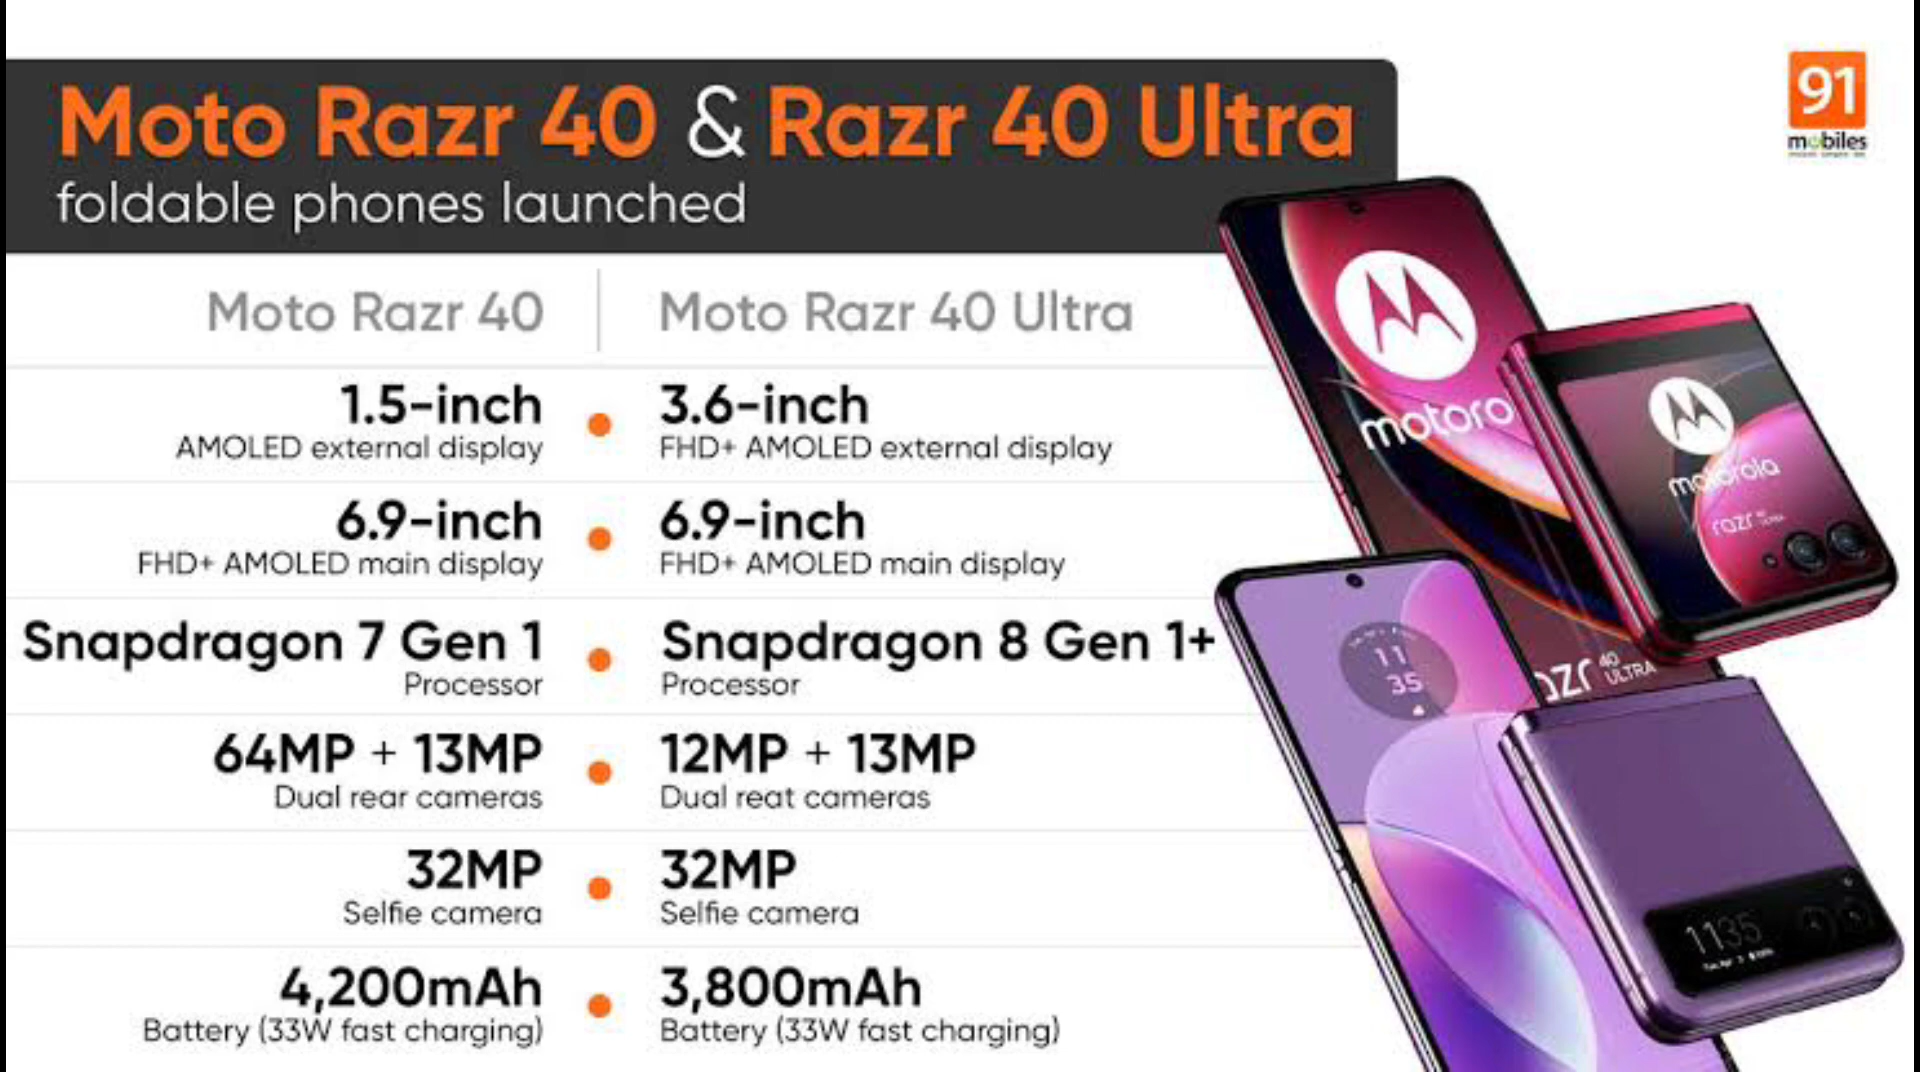 Moto Razr 40 & Razr 40 Ultra
foldable phones launched
91
mobiles
Moto Razr 40
Moto Razr 40 Ultra
1.5-inch
AMOLED external display
3.6-inch
FHD+ AMOLED external display
6.9-inch
FHD+ AMOLED main display
6.9-inch
FHD+ AMOLED main display
Snapdragon 7 Gen 1
Processor
Snapdragon 8 Gen 1+
Processor
64MP + 13MP
Dual rear cameras
12MP + 13MP
Dual reat cameras
32MP
Selfie camera
32MP
Selfie camera
4,200mAh
Battery (33W fast charging)
3,800mAh
Battery (33W fast charging)
motoro
motorola
razr 40 ULTRA
azr 40 ULTRA
11
35
1135